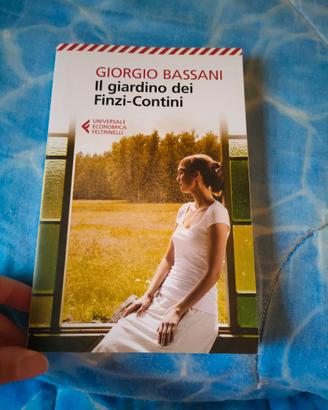 GIORGIO BASSANI
Il giardino dei
Finzi-Contini
UNIVERSALE
ECONOMICA
FELTRINELLI